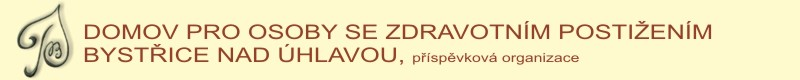 DOMOV PRO OSOBY SE ZDRAVOTNÍM POSTIŽENÍM
BYSTŘICE NAD ÚHLAVOU, příspěvková organizace